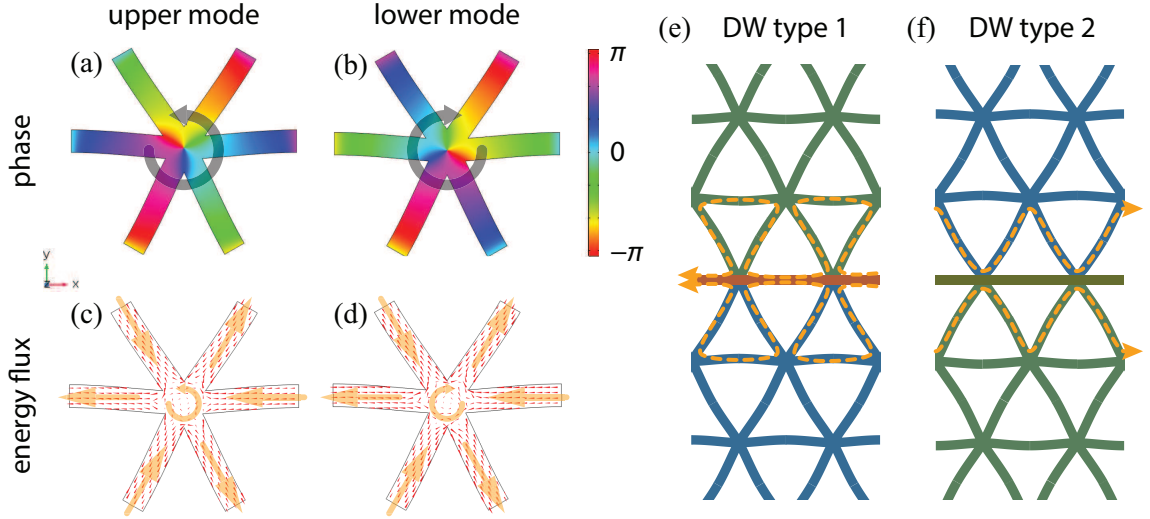 upper mode
lower mode
DW type 1
DW type 2
(a)
(b)
(c)
(d)
(e)
(f)
phase
energy flux
π
0
−π
y
z
x